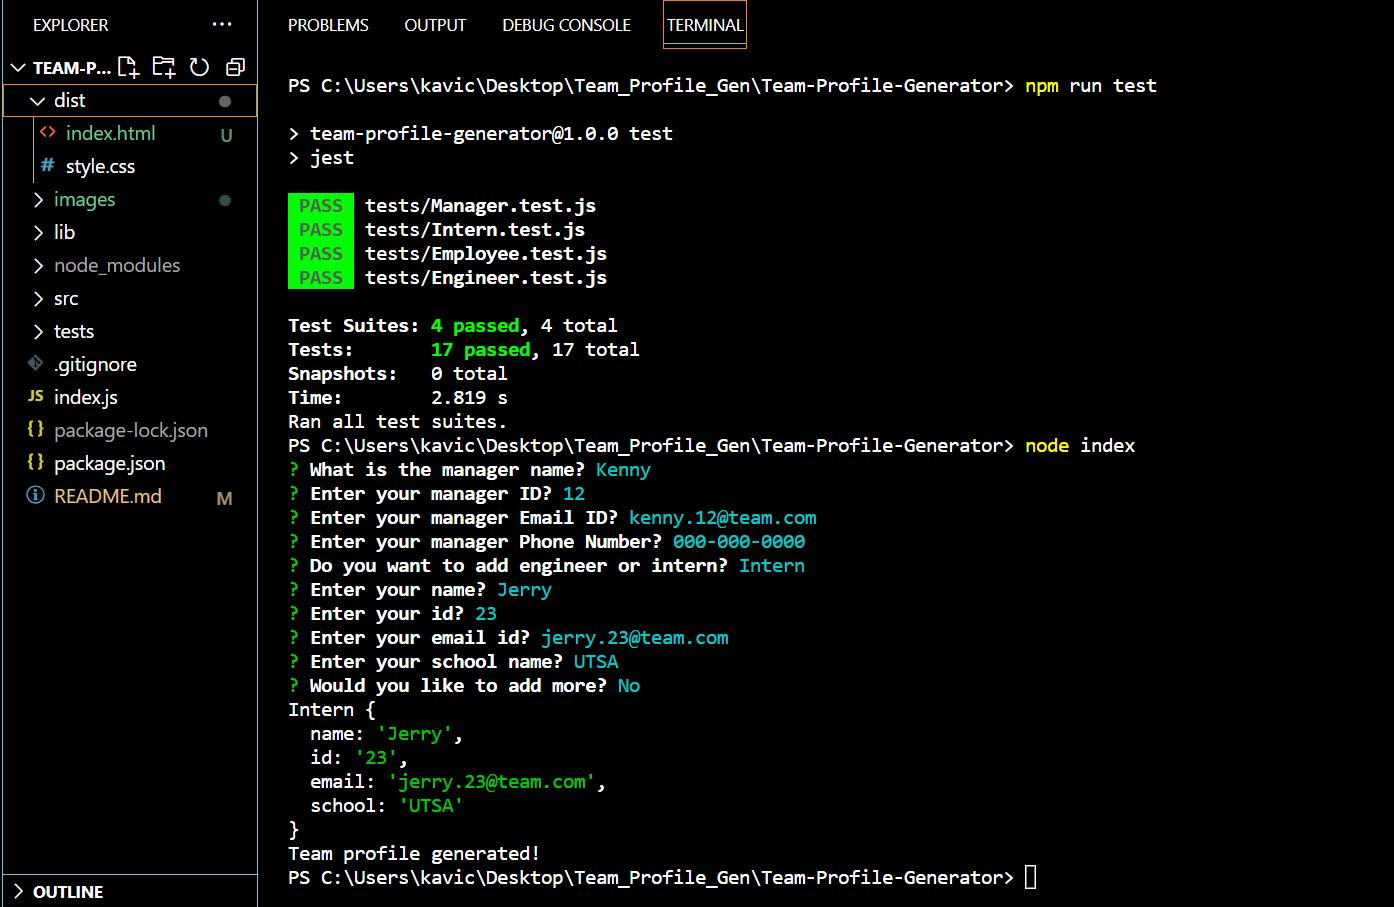 EXPLORER
···
TEAM-P...
dist
index.html U
# style.css
images
lib
node_modules
src
tests
.gitignore
JS index.js
{} package-lock.json
{} package.json
README.md M
OUTLINE
PROBLEMS OUTPUT DEBUG CONSOLE TERMINAL
PS C:\Users\kavic\Desktop\Team_Profile_Gen\Team-Profile-Generator> npm run test
> team-profile-generator@1.0.0 test
> jest
PASS tests/Manager.test.js
PASS tests/Intern.test.js
PASS tests/Employee.test.js
PASS tests/Engineer.test.js
Test Suites: 4 passed, 4 total
Tests: 17 passed, 17 total
Snapshots: 0 total
Time: 2.819 s
Ran all test suites.
PS C:\Users\kavic\Desktop\Team_Profile_Gen\Team-Profile-Generator> node index
? What is the manager name? Kenny
? Enter your manager ID? 12
? Enter your manager Email ID? kenny.12@team.com
? Enter your manager Phone Number? 000-000-0000
? Do you want to add engineer or intern? Intern
? Enter your name? Jerry
? Enter your id? 23
? Enter your email id? jerry.23@team.com
? Enter your school name? UTSA
? Would you like to add more? No
Intern {
name: 'Jerry',
id: '23',
email: 'jerry.23@team.com',
school: 'UTSA'
}
Team profile generated!
PS C:\Users\kavic\Desktop\Team_Profile_Gen\Team-Profile-Generator>